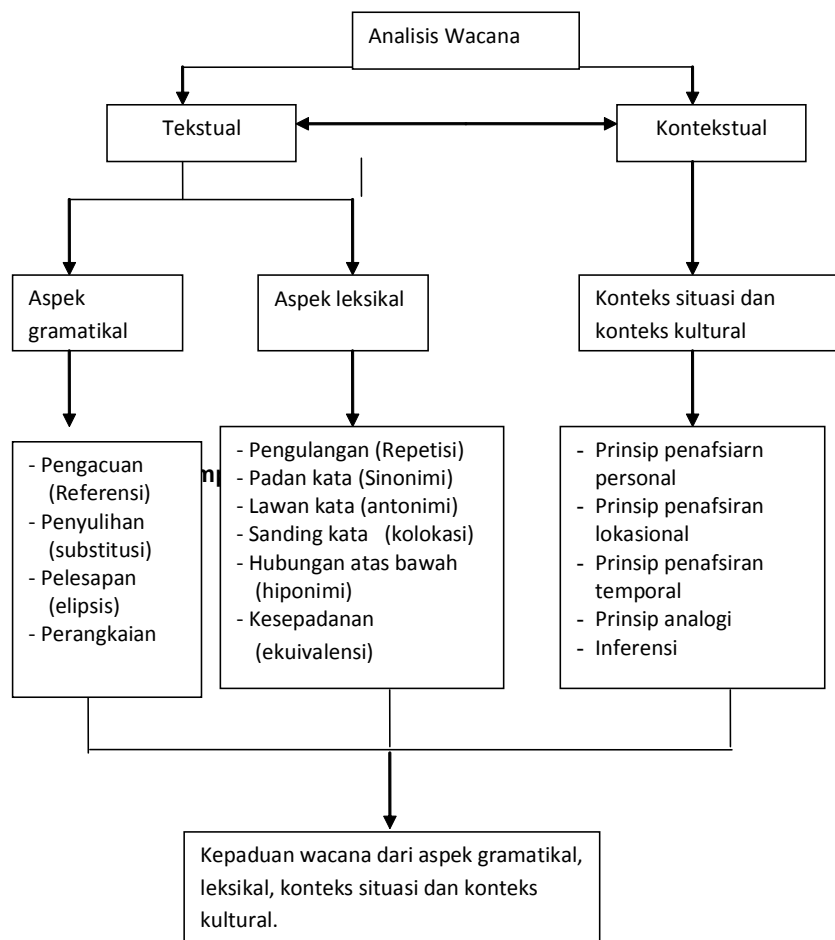 Analisis Wacana
Tekstual
Kontekstual
Aspek
gramatikal
Aspek leksikal
Konteks situasi dan
konteks kultural
- Pengacuan
(Referensi)
- Penyulihan
(substitusi)
- Pelesapan
(elipsis)
- Perangkaian
mp
- Pengulangan (Repetisi)
- Padan kata (Sinonimi)
- Lawan kata (antonimi)
- Sanding kata (kolokasi)
- Hubungan atas bawah
(hiponimi)
- Kesepadanan
(ekuivalensi)
- Prinsip penafsiarn
personal
- Prinsip penafsiran
lokasional
- Prinsip penafsiran
temporal
- Prinsip analogi
- Inferensi
Kepaduan wacana dari aspek gramatikal,
leksikal, konteks situasi dan konteks
kultural.